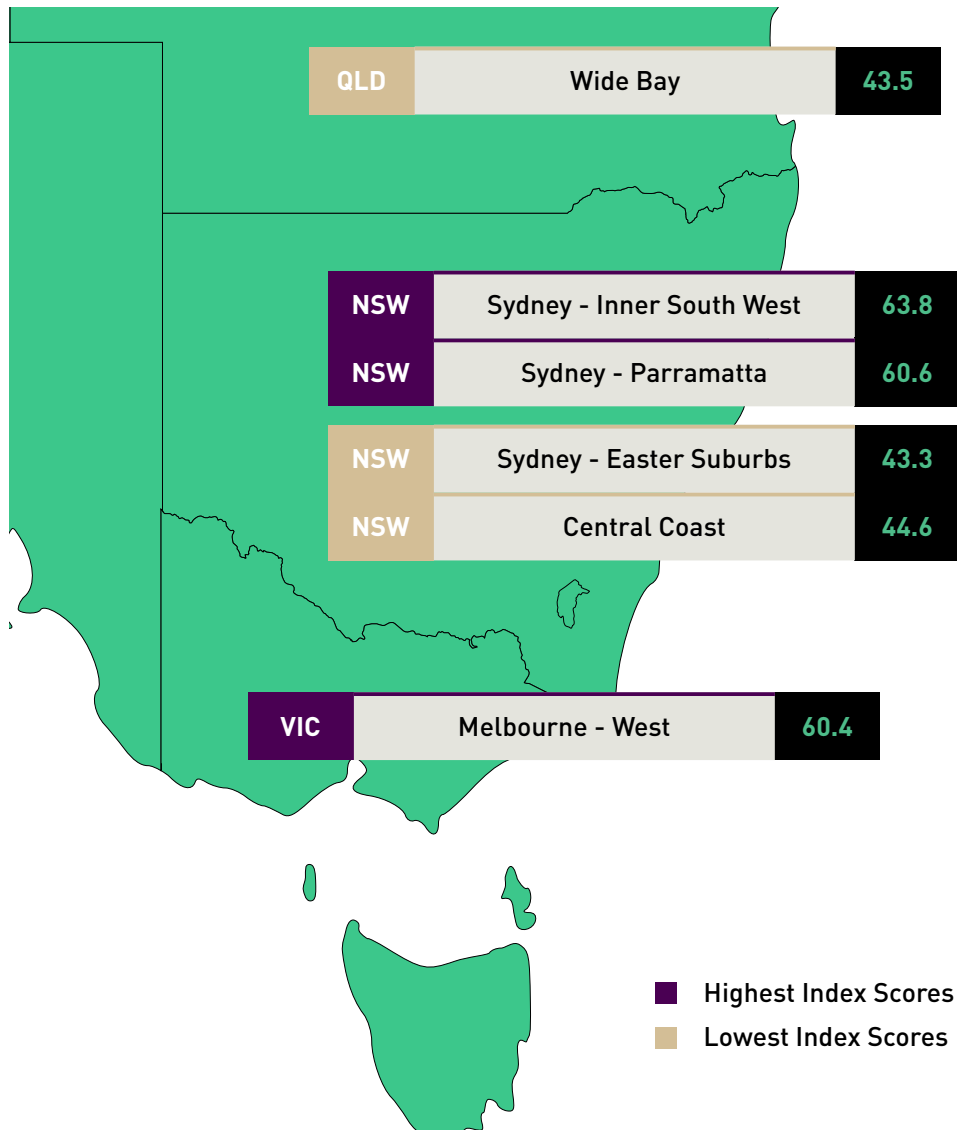 QLD Wide Bay 43.5
NSW Sydney - Inner South West 63.8
NSW Sydney - Parramatta 60.6
NSW Sydney - Easter Suburbs 43.3
NSW Central Coast 44.6
VIC Melbourne - West 60.4
Highest Index Scores
Lowest Index Scores